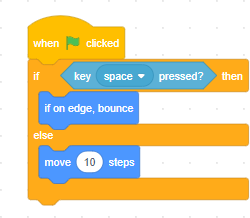 when clicked
if key space pressed? then
if on edge, bounce
else
move 10 steps